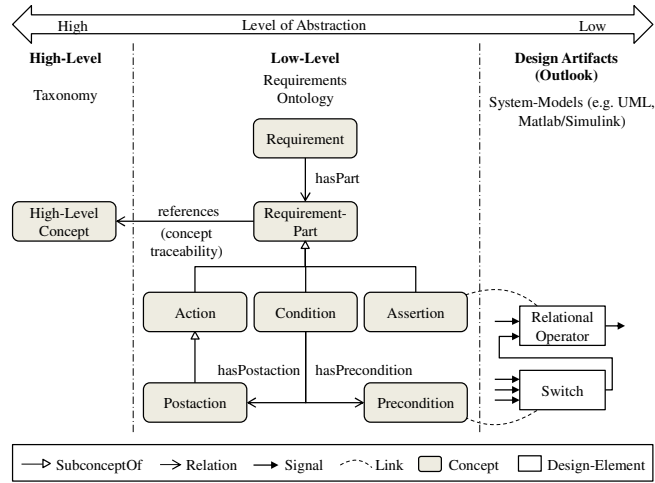 High
Level of Abstraction
Low
High-Level
Taxonomy
Low-Level
Requirements
Ontology
Design Artifacts
(Outlook)
System-Models (e.g. UML,
Matlab/Simulink)
Requirement
hasPart
High-Level
Concept
references
(concept
traceability)
Requirement-
Part
Action
Condition
Assertion
Relational
Operator
hasPostaction
hasPrecondition
Switch
Postaction
Precondition
SubconceptOf
Relation
Signal
Link
Concept
Design-Element